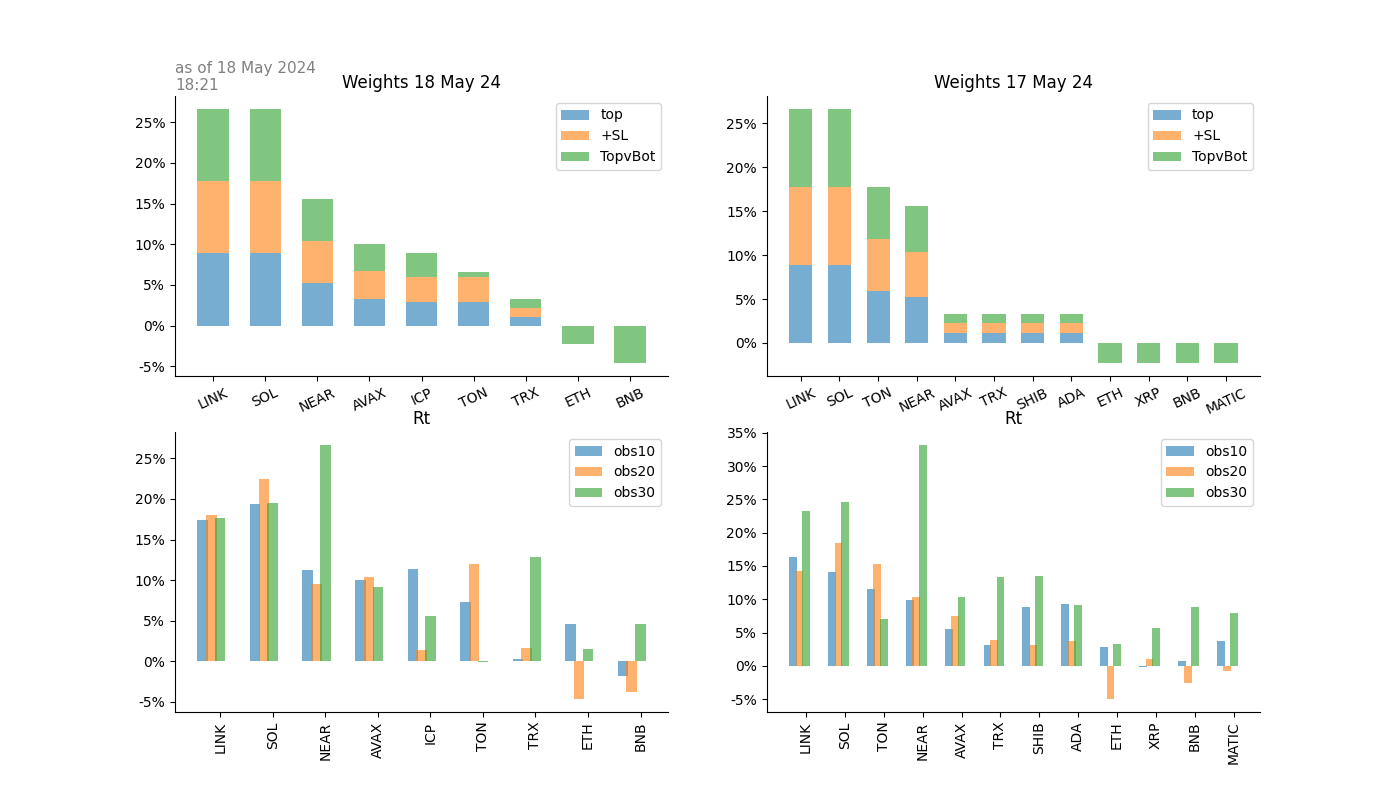 as of 18 May 2024
18:21
Weights 18 May 24
25%
20%
15%
10%
5%
0%
-5%
top
+SL
TopvBot
LINK SOL NEAR AVAX ICP TON TRX ETH BNB
Weights 17 May 24
25%
20%
15%
10%
5%
0%
top
+SL
TopvBot
LINK SOL TON NEAR AVAX TRX SHIB ADA ETH XRP BNB MATIC
Rt
25%
20%
15%
10%
5%
0%
-5%
obs10
obs20
obs30
LINK SOL NEAR AVAX ICP TON TRX ETH BNB
Rt
35%
30%
25%
20%
15%
10%
5%
0%
-5%
obs10
obs20
obs30
LINK SOL TON NEAR AVAX TRX SHIB ADA ETH XRP BNB MATIC